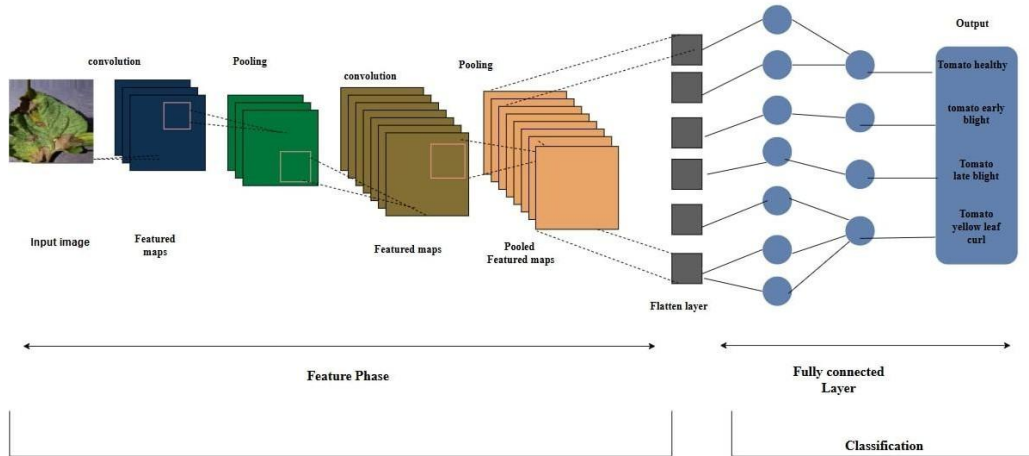 Output
convolution
Pooling
convolution
Pooling
Tomato healthy
tomato early
blight
Tomato
late blight
Tomato
yellow leaf
curl
Input image
Featured
maps
Featured maps
Pooled
Featured maps
Flatten layer
Feature Phase
Fully connected
Layer
Classification